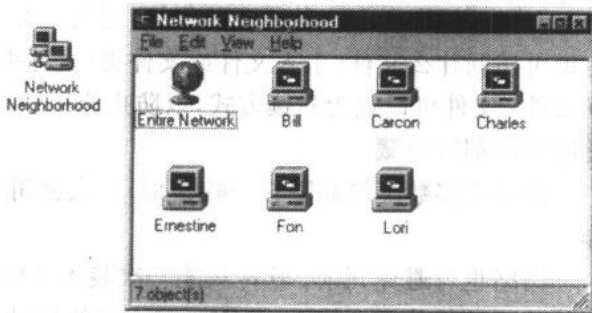 Network Neighborhood
File Edit View Help
Network
Neighborhood
Entire Network Bill Carcon Charles
Ernestine Fon Lori
7 object(s)